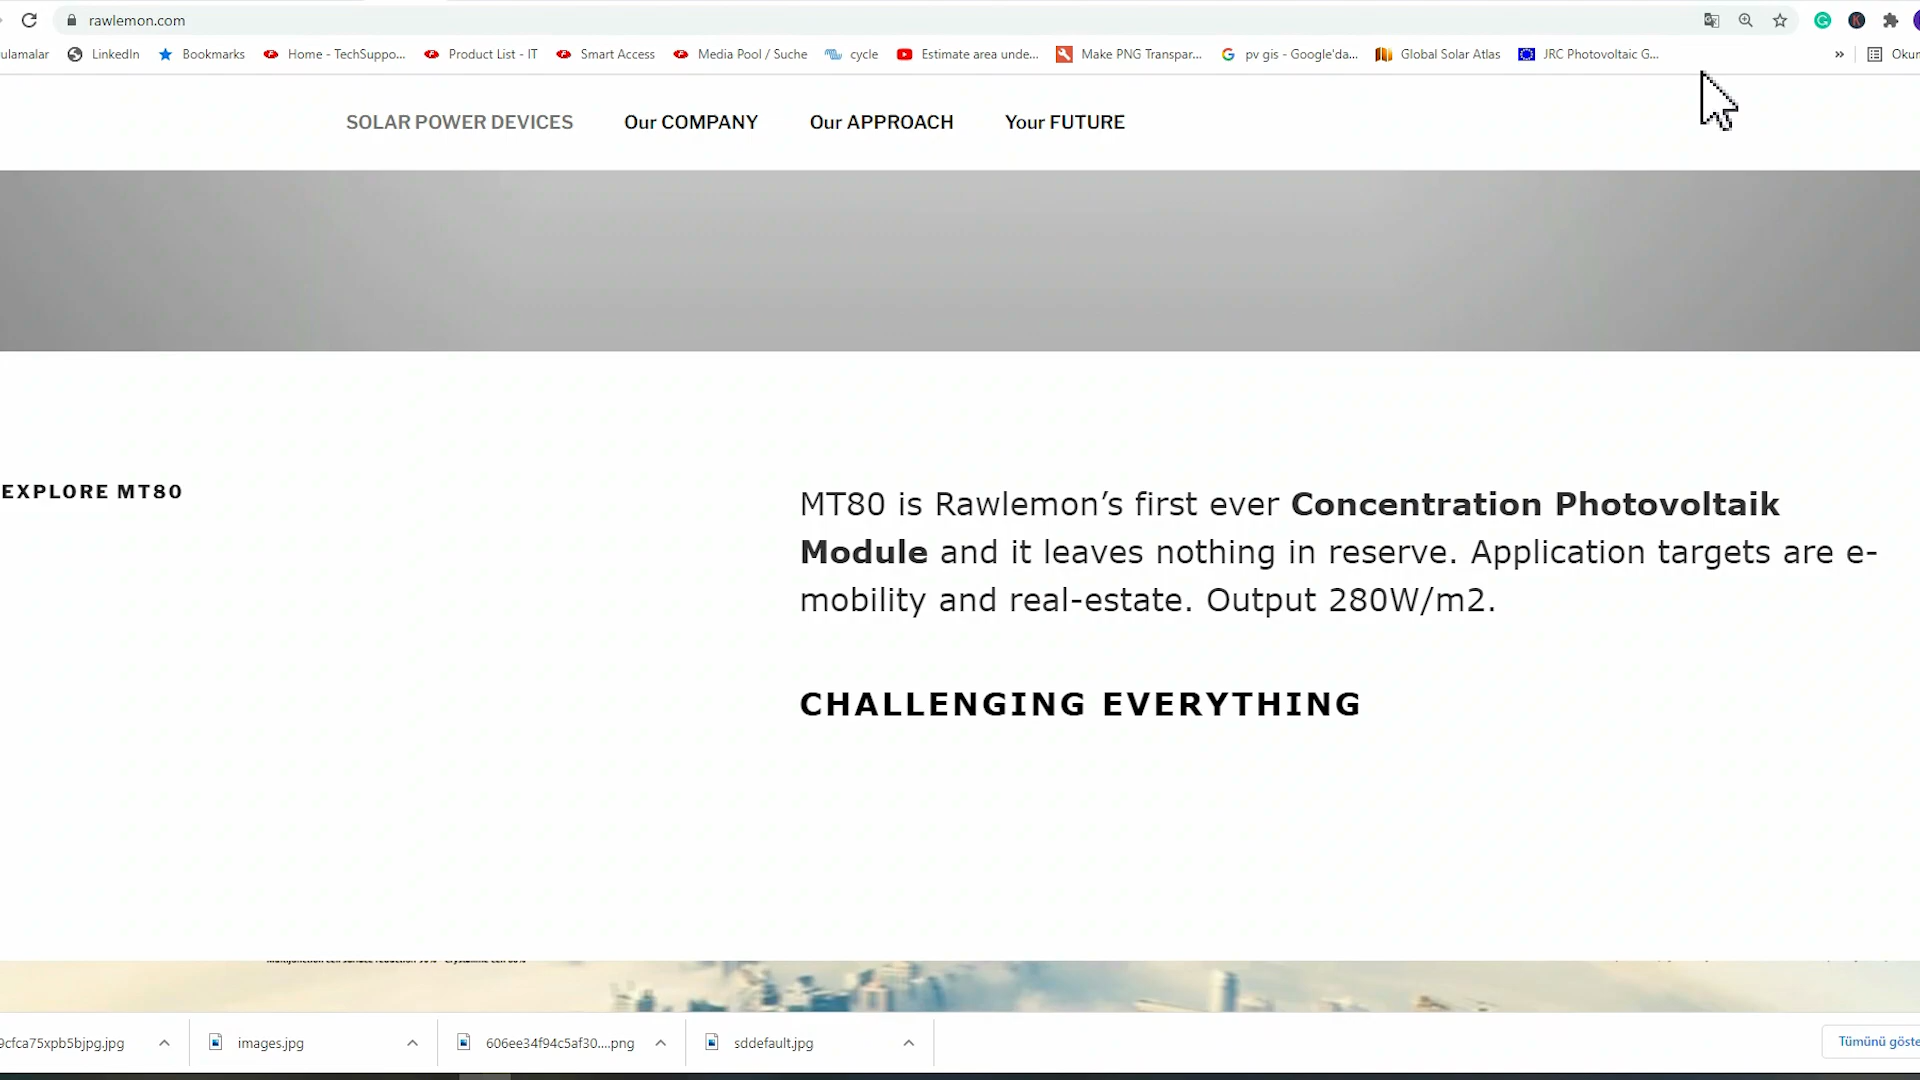 rawlemon.com
ulamalar LinkedIn Bookmarks Home - TechSuppo... Product List - IT Smart Access Media Pool / Suche cycle Estimate area unde... Make PNG Transpar... pv gis - Google'da... Global Solar Atlas JRC Photovoltaic G... » Okun
SOLAR POWER DEVICES Our COMPANY Our APPROACH Your FUTURE
EXPLORE MT80
MT80 is Rawlemon’s first ever Concentration Photovoltaik
Module and it leaves nothing in reserve. Application targets are e-
mobility and real-estate. Output 280W/m2.
CHALLENGING EVERYTHING
9cfca75xpb5bjpg.jpg images.jpg 606ee34f94c5af30....png sddefault.jpg Tümünü göste